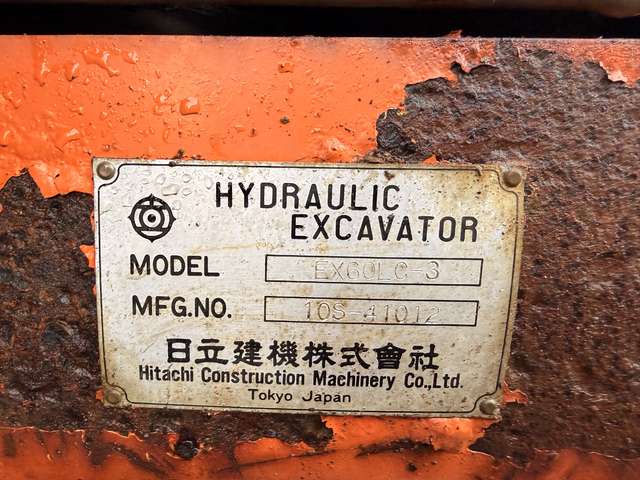 HYDRAULIC
EXCAVATOR
MODEL EX60LC-3
MFG.NO. 10S-41012
日立建機株式會社
Hitachi Construction Machinery Co.,Ltd.
Tokyo Japan